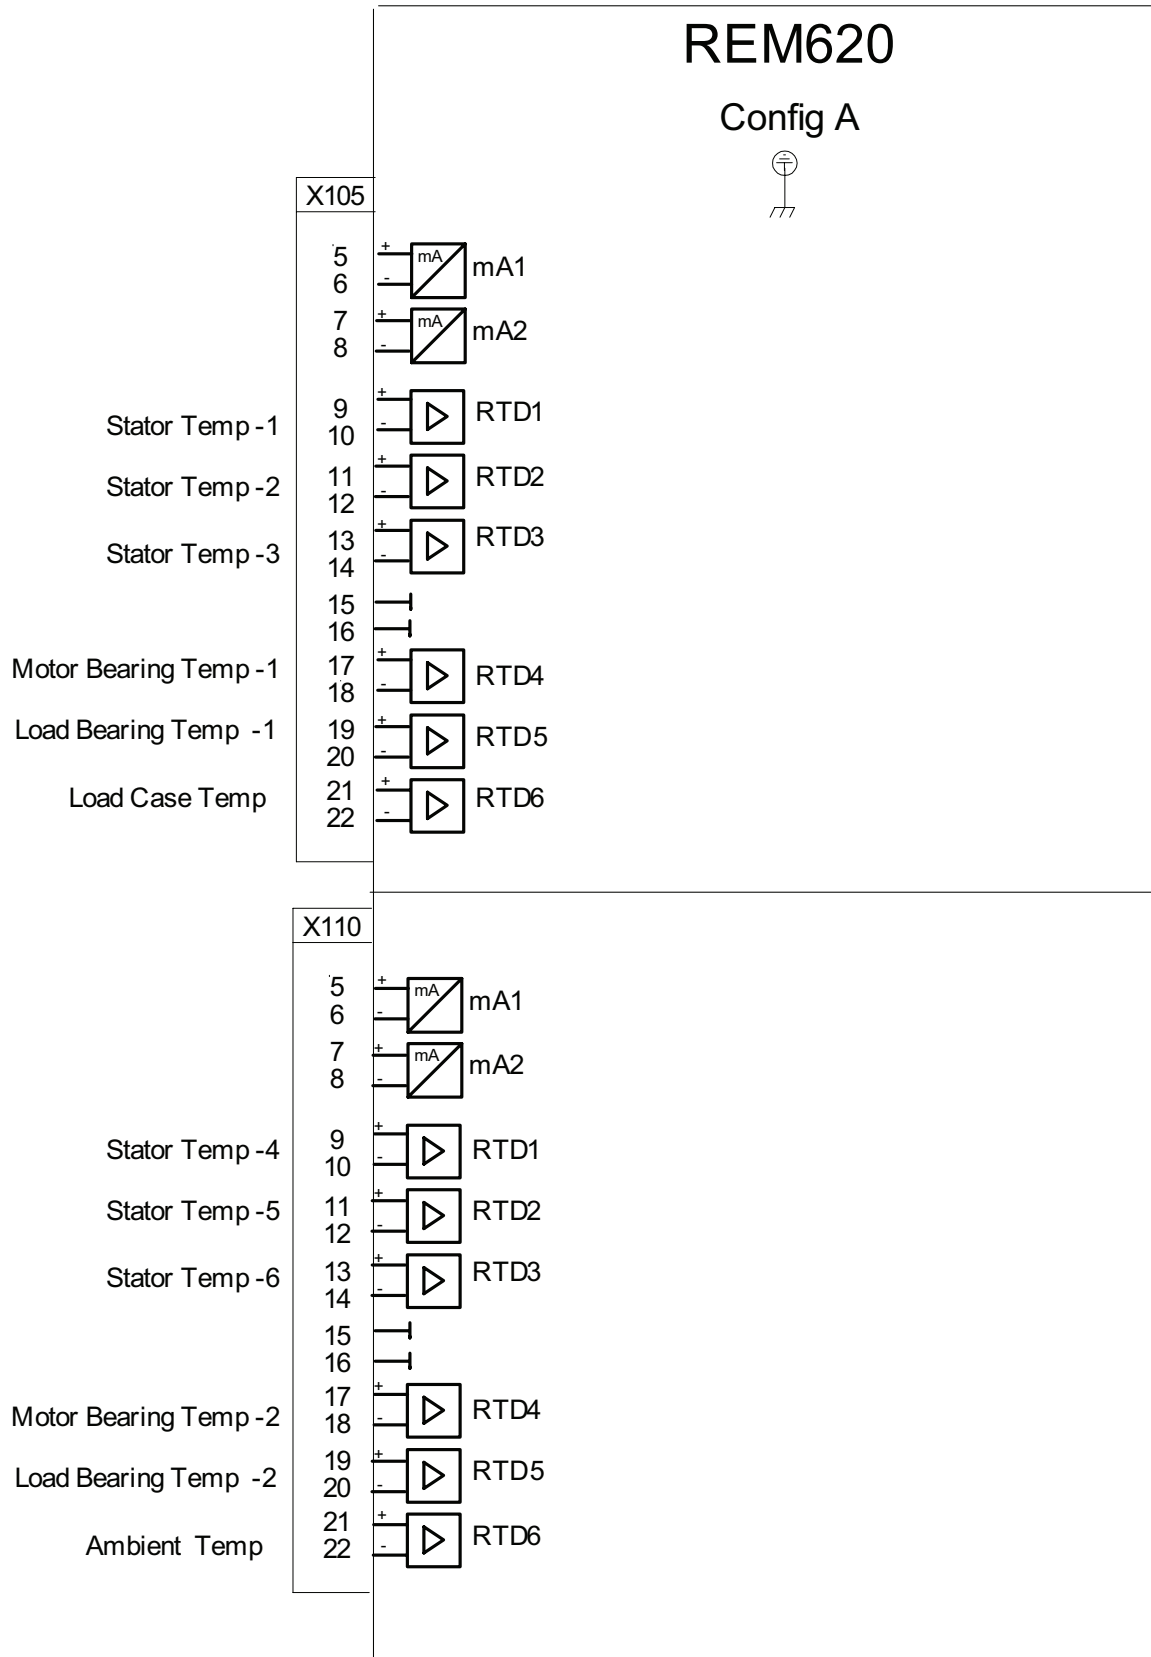 REM620
Config A
X105
5 + mA mA1
6 -
7 + mA mA2
8 -
Stator Temp -1 9 + RTD1
10 -
Stator Temp -2 11 + RTD2
12 -
Stator Temp -3 13 + RTD3
14 -
15
16
Motor Bearing Temp -1 17 + RTD4
18 -
Load Bearing Temp -1 19 + RTD5
20 -
Load Case Temp 21 + RTD6
22 -
X110
5 + mA mA1
6 -
7 + mA mA2
8 -
Stator Temp -4 9 + RTD1
10 -
Stator Temp -5 11 + RTD2
12 -
Stator Temp -6 13 + RTD3
14 -
15
16
Motor Bearing Temp -2 17 + RTD4
18 -
Load Bearing Temp -2 19 + RTD5
20 -
Ambient Temp 21 + RTD6
22 -